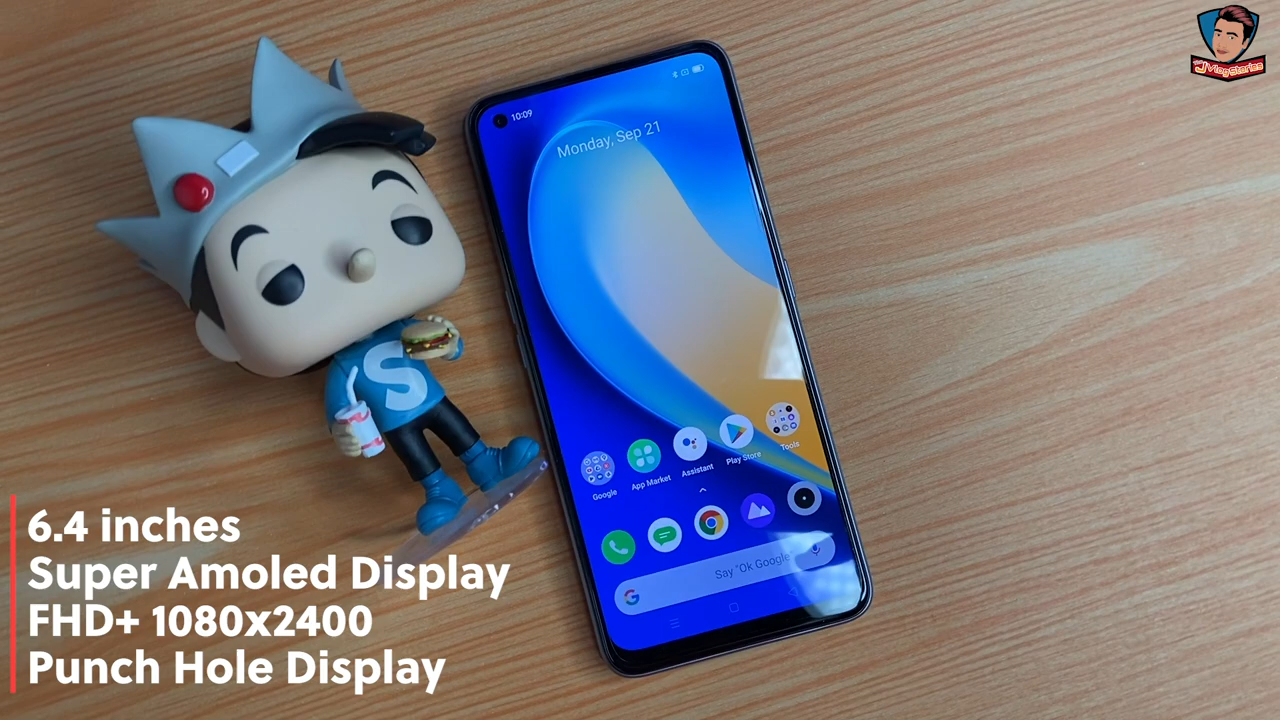 JVlogStories
10:09
Monday, Sep 21
S
Google
App Market
Assistant
Play Store
Tools
Say "Ok Google"
G
6.4 inches
Super Amoled Display
FHD+ 1080x2400
Punch Hole Display